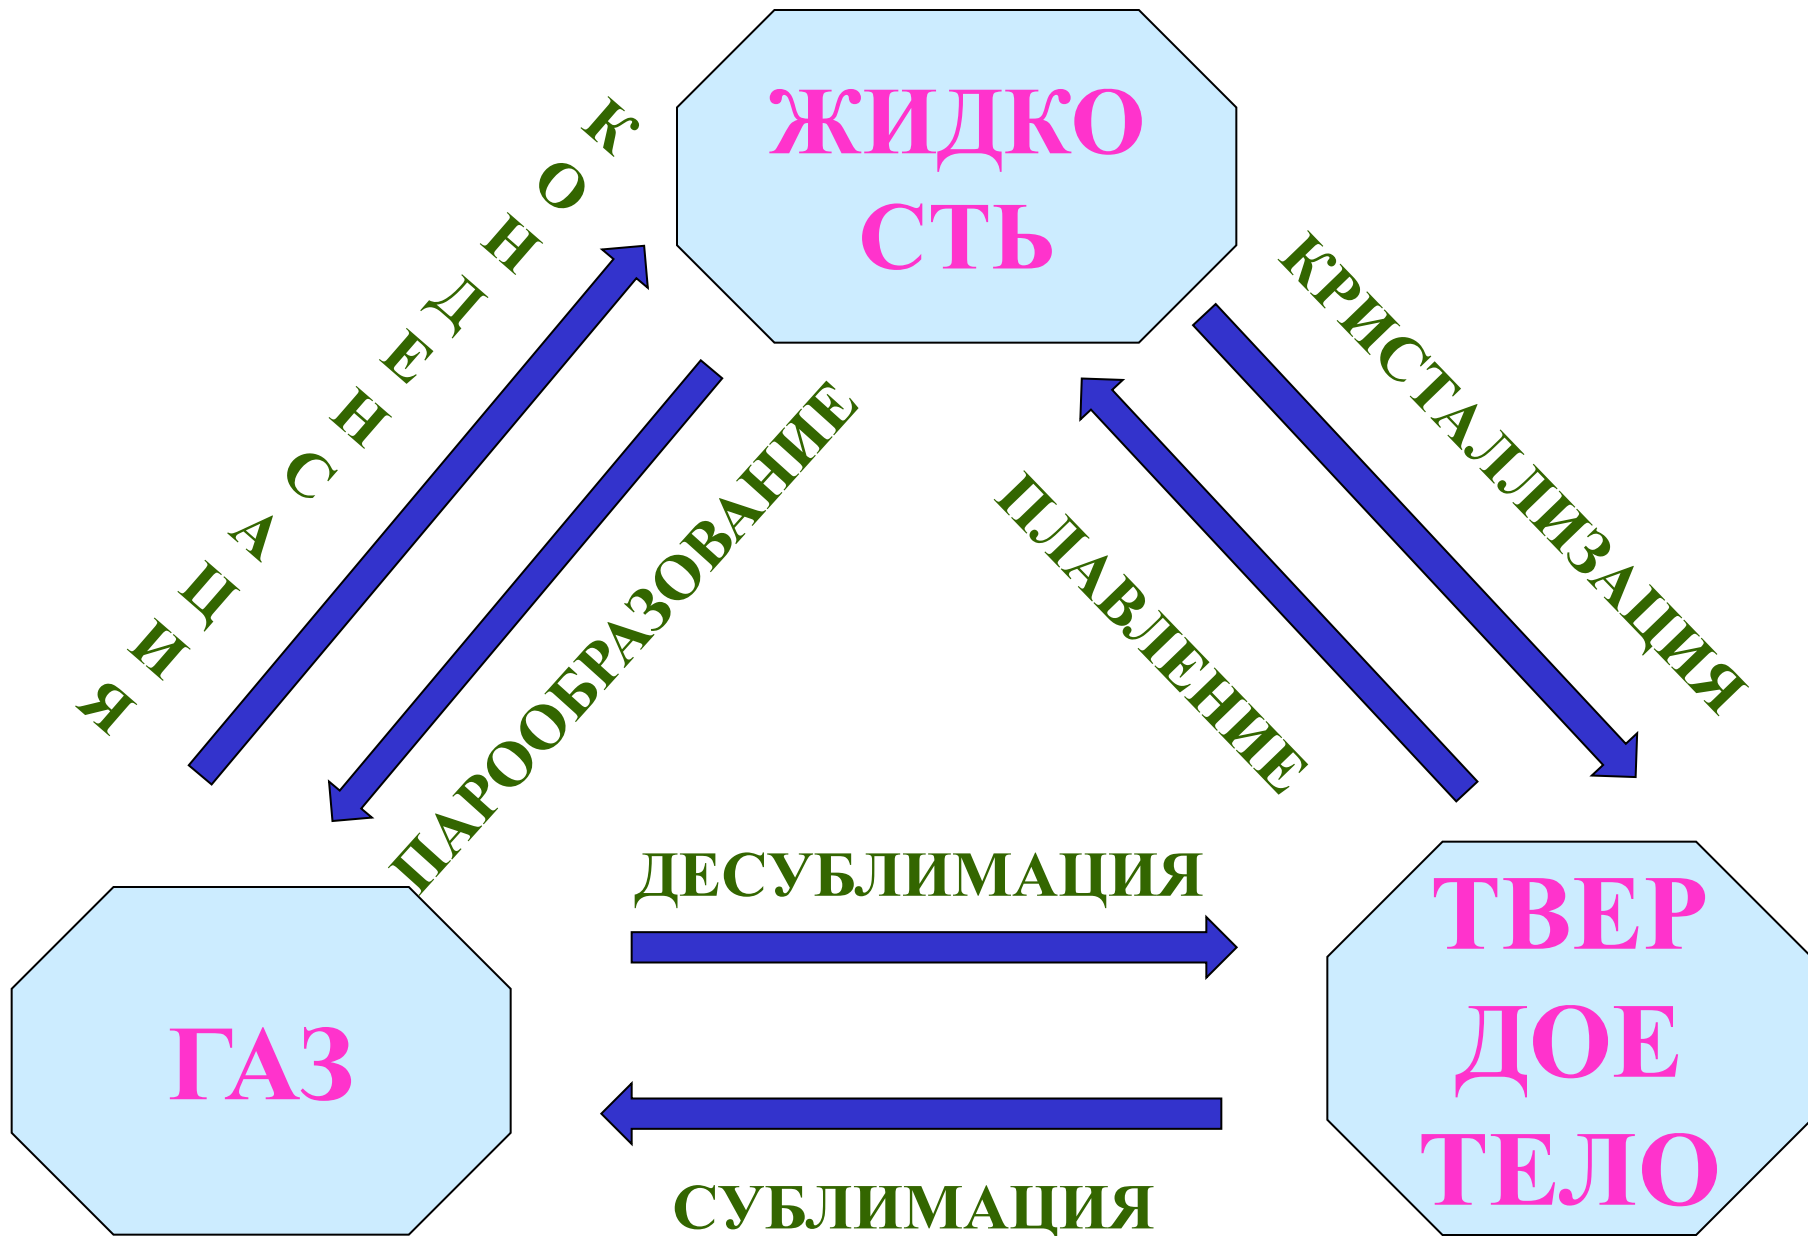 ЖИДКО
СТЬ
КОНДЕНСАЦИЯ
ПАРООБРАЗОВАНИЕ
ПЛАВЛЕНИЕ
КРИСТАЛЛИЗАЦИЯ
ДЕСУБЛИМАЦИЯ
ГАЗ
ТВЕР
ДОЕ
ТЕЛО
СУБЛИМАЦИЯ